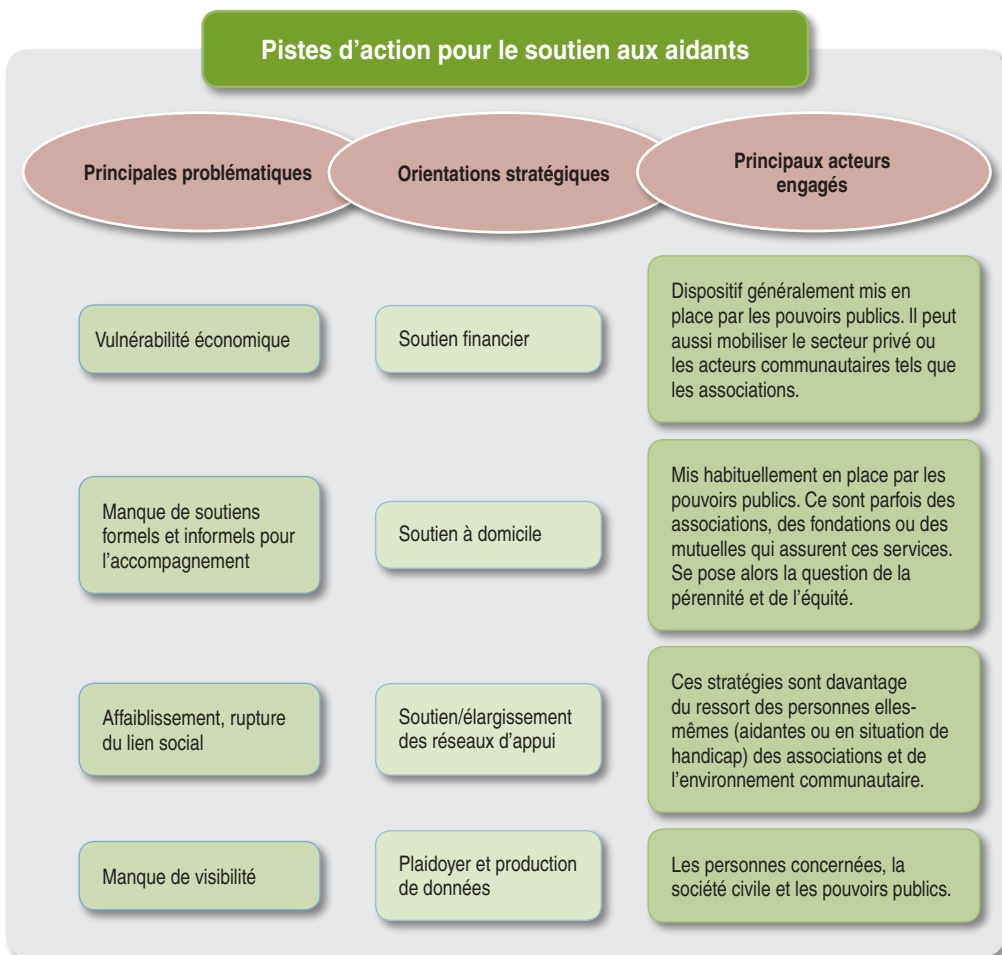 Pistes d'action pour le soutien aux aidants
Principales problématiques
Orientations stratégiques
Principaux acteurs
engagés
Vulnérabilité économique
Soutien financier
Dispositif généralement mis en
place par les pouvoirs publics. Il peut
aussi mobiliser le secteur privé ou
les acteurs communautaires tels que
les associations.
Manque de soutiens
formels et informels pour
l'accompagnement
Soutien à domicile
Mis habituellement en place par les
pouvoirs publics. Ce sont parfois des
associations, des fondations ou des
mutuelles qui assurent ces services.
Se pose alors la question de la
pérennité et de l'équité.
Affaiblissement, rupture
du lien social
Soutien/élargissement
des réseaux d'appui
Ces stratégies sont davantage
du ressort des personnes elles-
mêmes (aidantes ou en situation de
handicap) des associations et de
l'environnement communautaire.
Manque de visibilité
Plaidoyer et production
de données
Les personnes concernées, la
société civile et les pouvoirs publics.